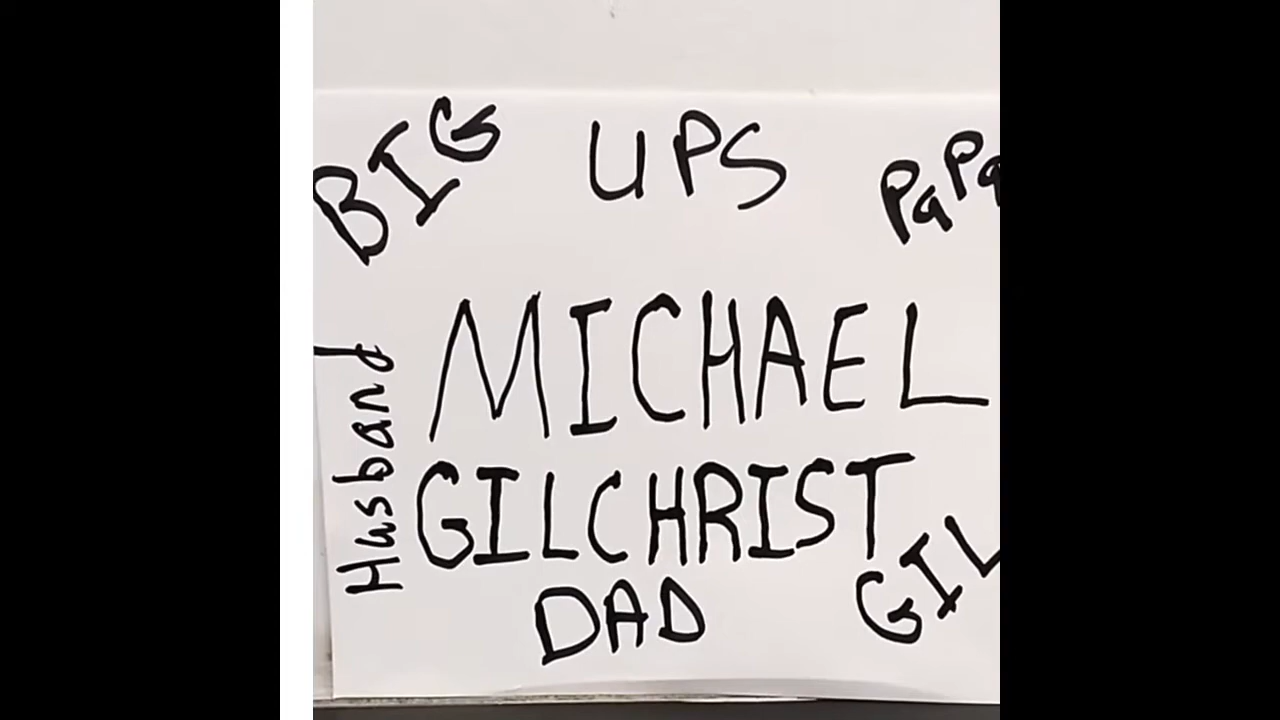 BIG
UPS
PaPa
MICHAEL
Husband
GILCHRIST
GIL
DAD